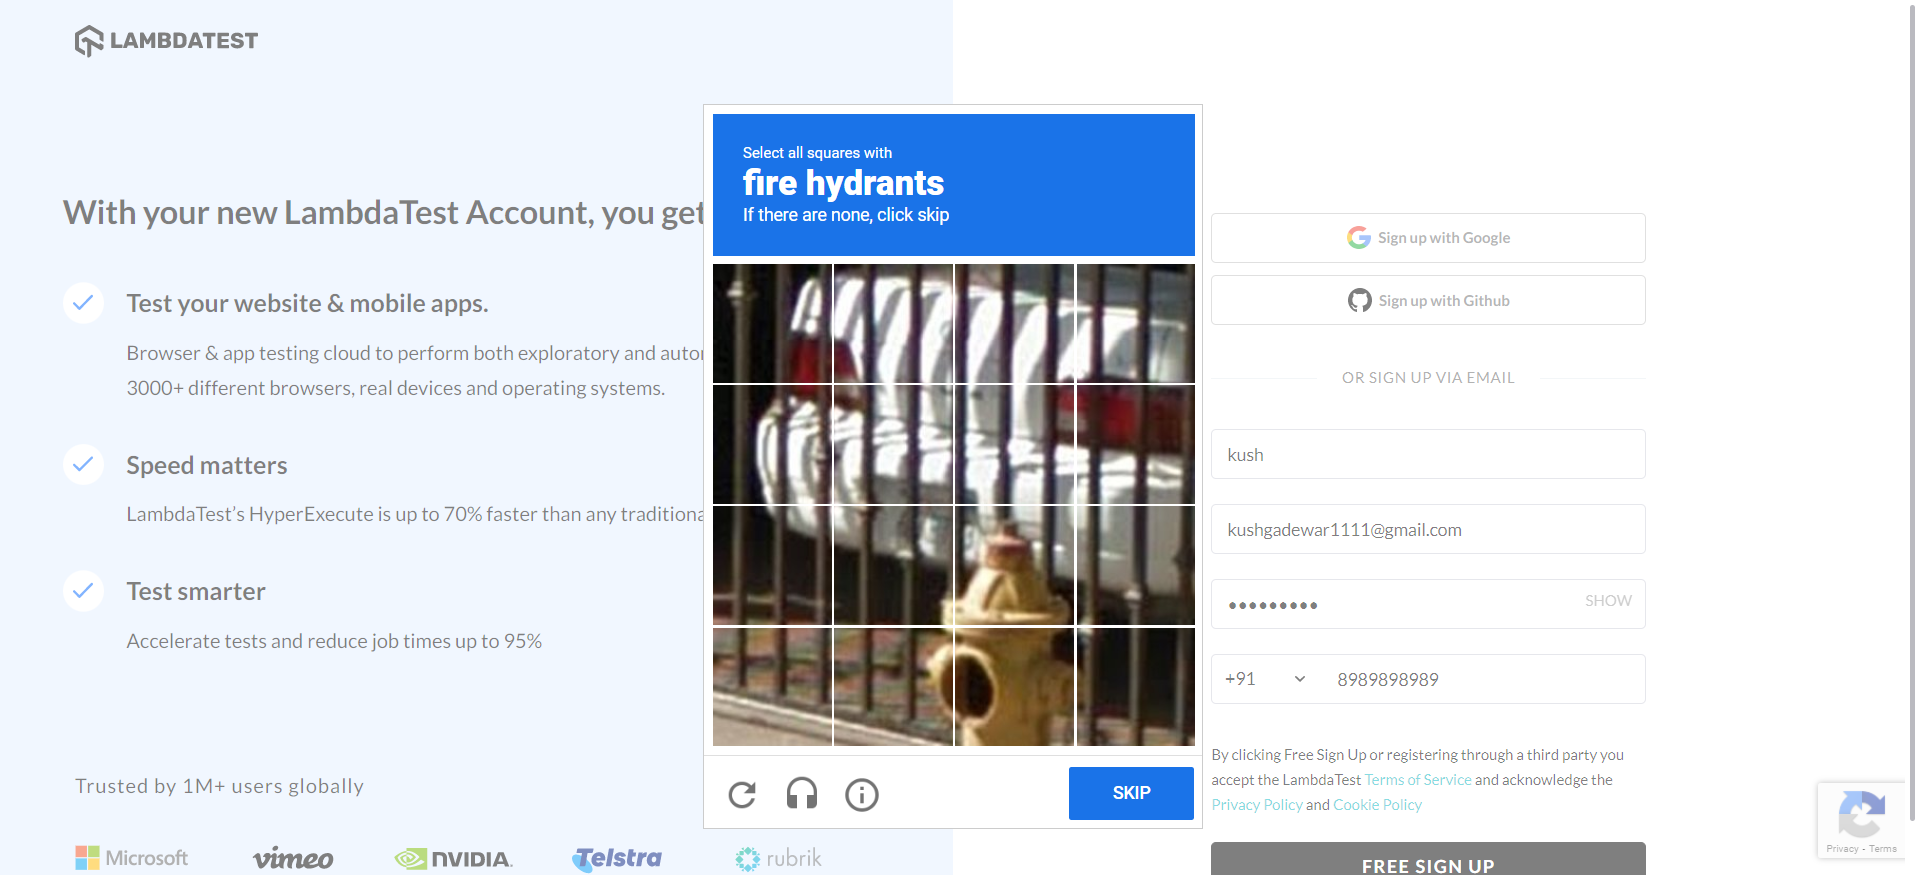 LAMBDATEST
With your new LambdaTest Account, you get
Test your website & mobile apps.
Browser & app testing cloud to perform both exploratory and
3000+ different browsers, real devices and operating systems.
Speed matters
LambdaTest's HyperExecute is up to 70% faster than any
Test smarter
Accelerate tests and reduce job times up to 95%
Trusted by 1M+ users globally
Microsoft
vimeo
NVIDIA.
Telstra
rubrik
Select all squares with
fire hydrants
If there are none, click skip
SKIP
Sign up with Google
Sign up with Github
OR SIGN UP VIA EMAIL
kush
kushgadewar1111@gmail.com
SHOW
+91 8989898989
By clicking Free Sign Up or registering through a third party you
accept the LambdaTest Terms of Service and acknowledge the
Privacy Policy and Cookie Policy
FREE SIGN UP
Privacy - Terms